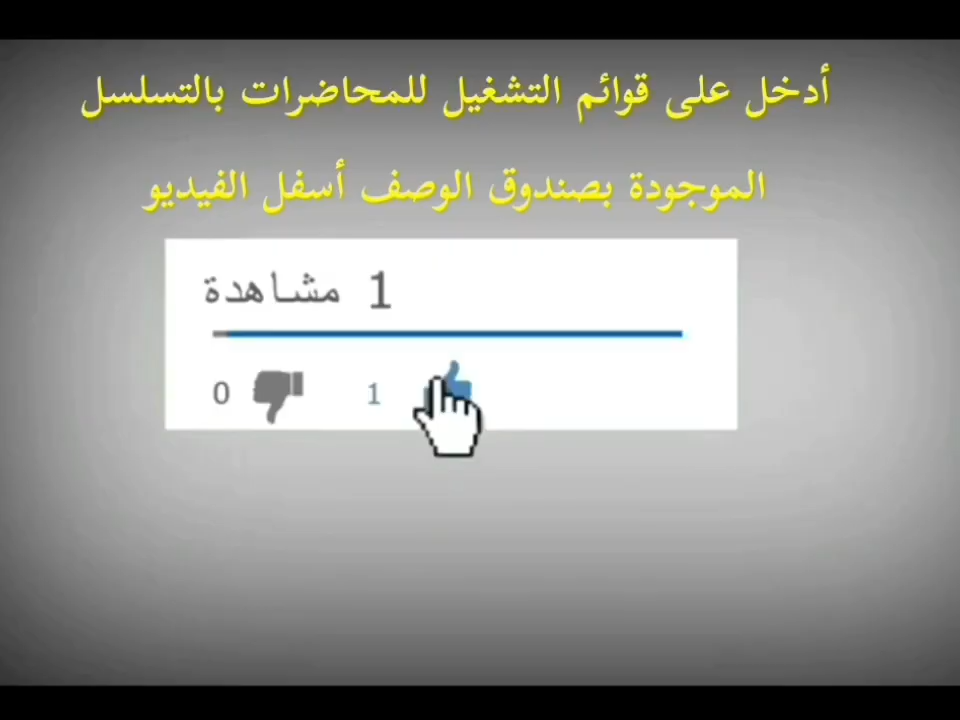 أدخل على قوائم التشغيل للمحاضرات بالتسلسل
الموجودة بصندوق الوصف أسفل الفيديو
1 مشاهدة
1 0